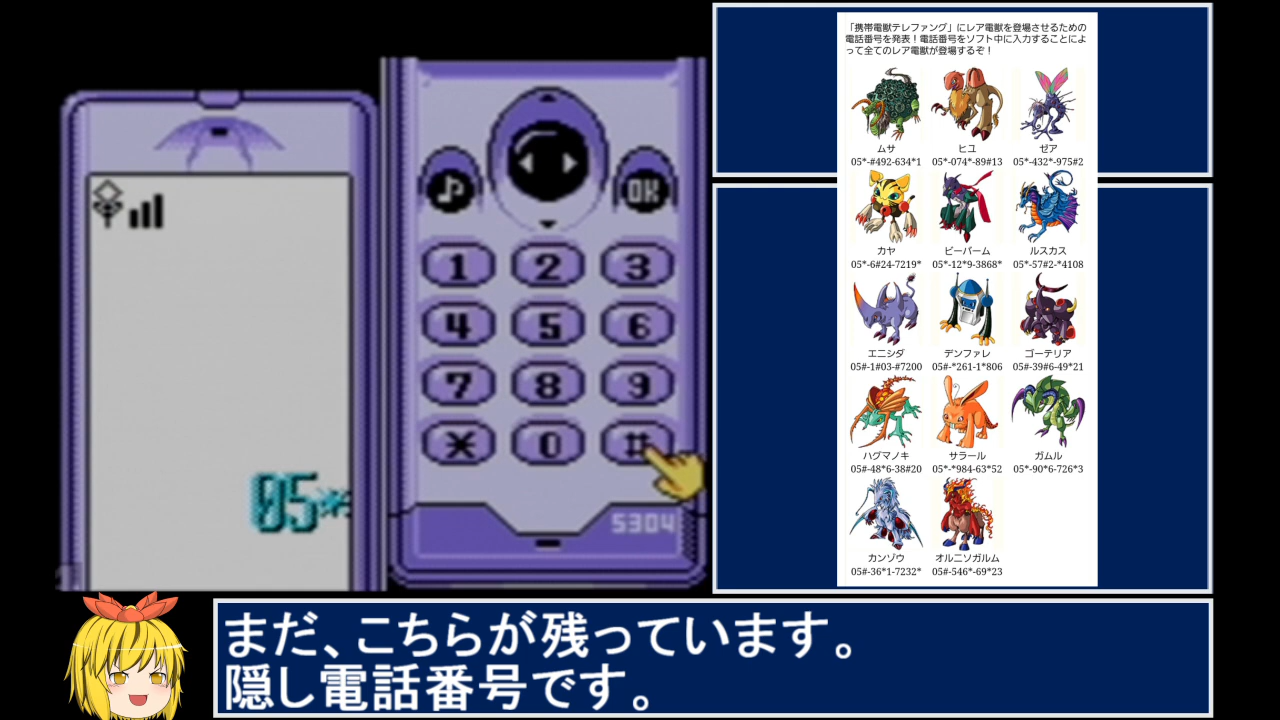 「携帯電獣テレファング」にレア電獣を登場させるための
電話番号を発表！電話番号をソフト中に入力することによ
って全てのレア電獣が登場するぞ！
ムサ ヒユ ゼア
05*-#492-634*1 05*-074*-89#13 05*-432*-975#2
カヤ ビーバーム ルスカス
05*-6#24-7219* 05*-12*9-3868* 05*-57#2-*4108
エニシダ デンファレ ゴーテリア
05#-1#03-#7200 05#-*261-1*806 05#-39#6-49*21
ハグマノキ サラール ガムル
05#-48*6-38#20 05*-*984-63*52 05*-90*6-726*3
カンゾウ オルニソガルム
05#-36*1-7232* 05#-546*-69*23
OK
1 2 3
4 5 6
7 8 9
* 0 #
05*
5304
まだ、こちらが残っています。
隠し電話番号です。